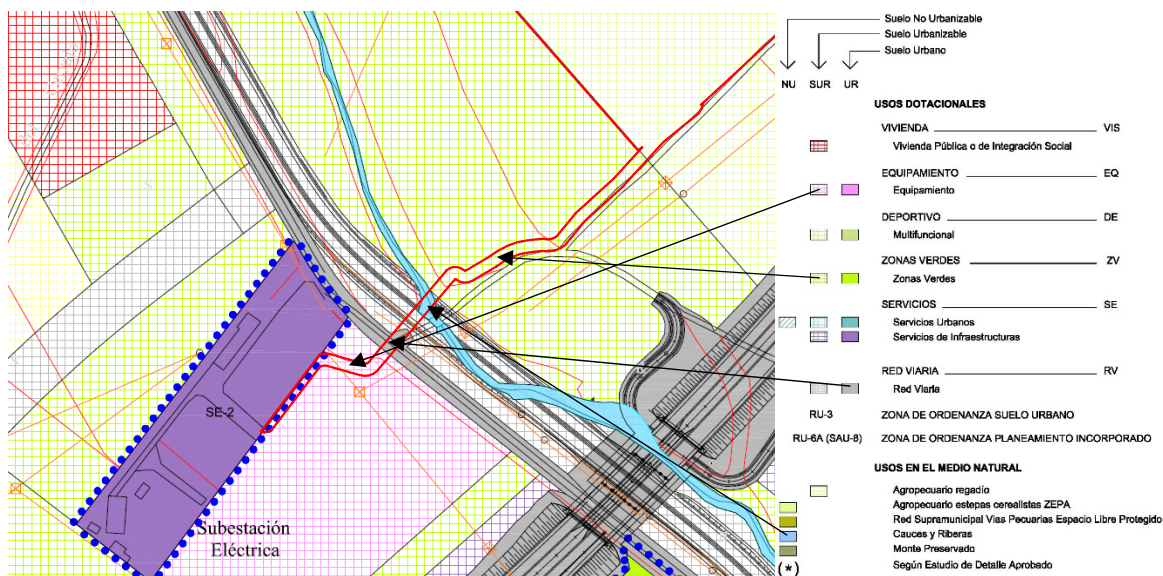 Suelo No Urbanizable
Suelo Urbanizable
Suelo Urbano
NU SUR UR
USOS DOTACIONALES
VIVIENDA VIS
Vivienda Pública o de Integración Social
EQUIPAMIENTO EQ
Equipamiento
DEPORTIVO DE
Multifuncional
ZONAS VERDES ZV
Zonas Verdes
SERVICIOS SE
Servicios Urbanos
Servicios de Infraestructuras
RED VIARIA RV
Red Viaria
RU-3 ZONA DE ORDENANZA SUELO URBANO
RU-6A (SAU-8) ZONA DE ORDENANZA PLANEAMIENTO INCORPORADO
USOS EN EL MEDIO NATURAL
Agropecuario regadío
Agropecuario estepas cerealistas ZEPA
Red Supramunicipal Vías Pecuarias Espacio Libre Protegido
Cauces y Riberas
Monte Preservado
(*) Según Estudio de Detalle Aprobado
SE-2
Subestación
Eléctrica